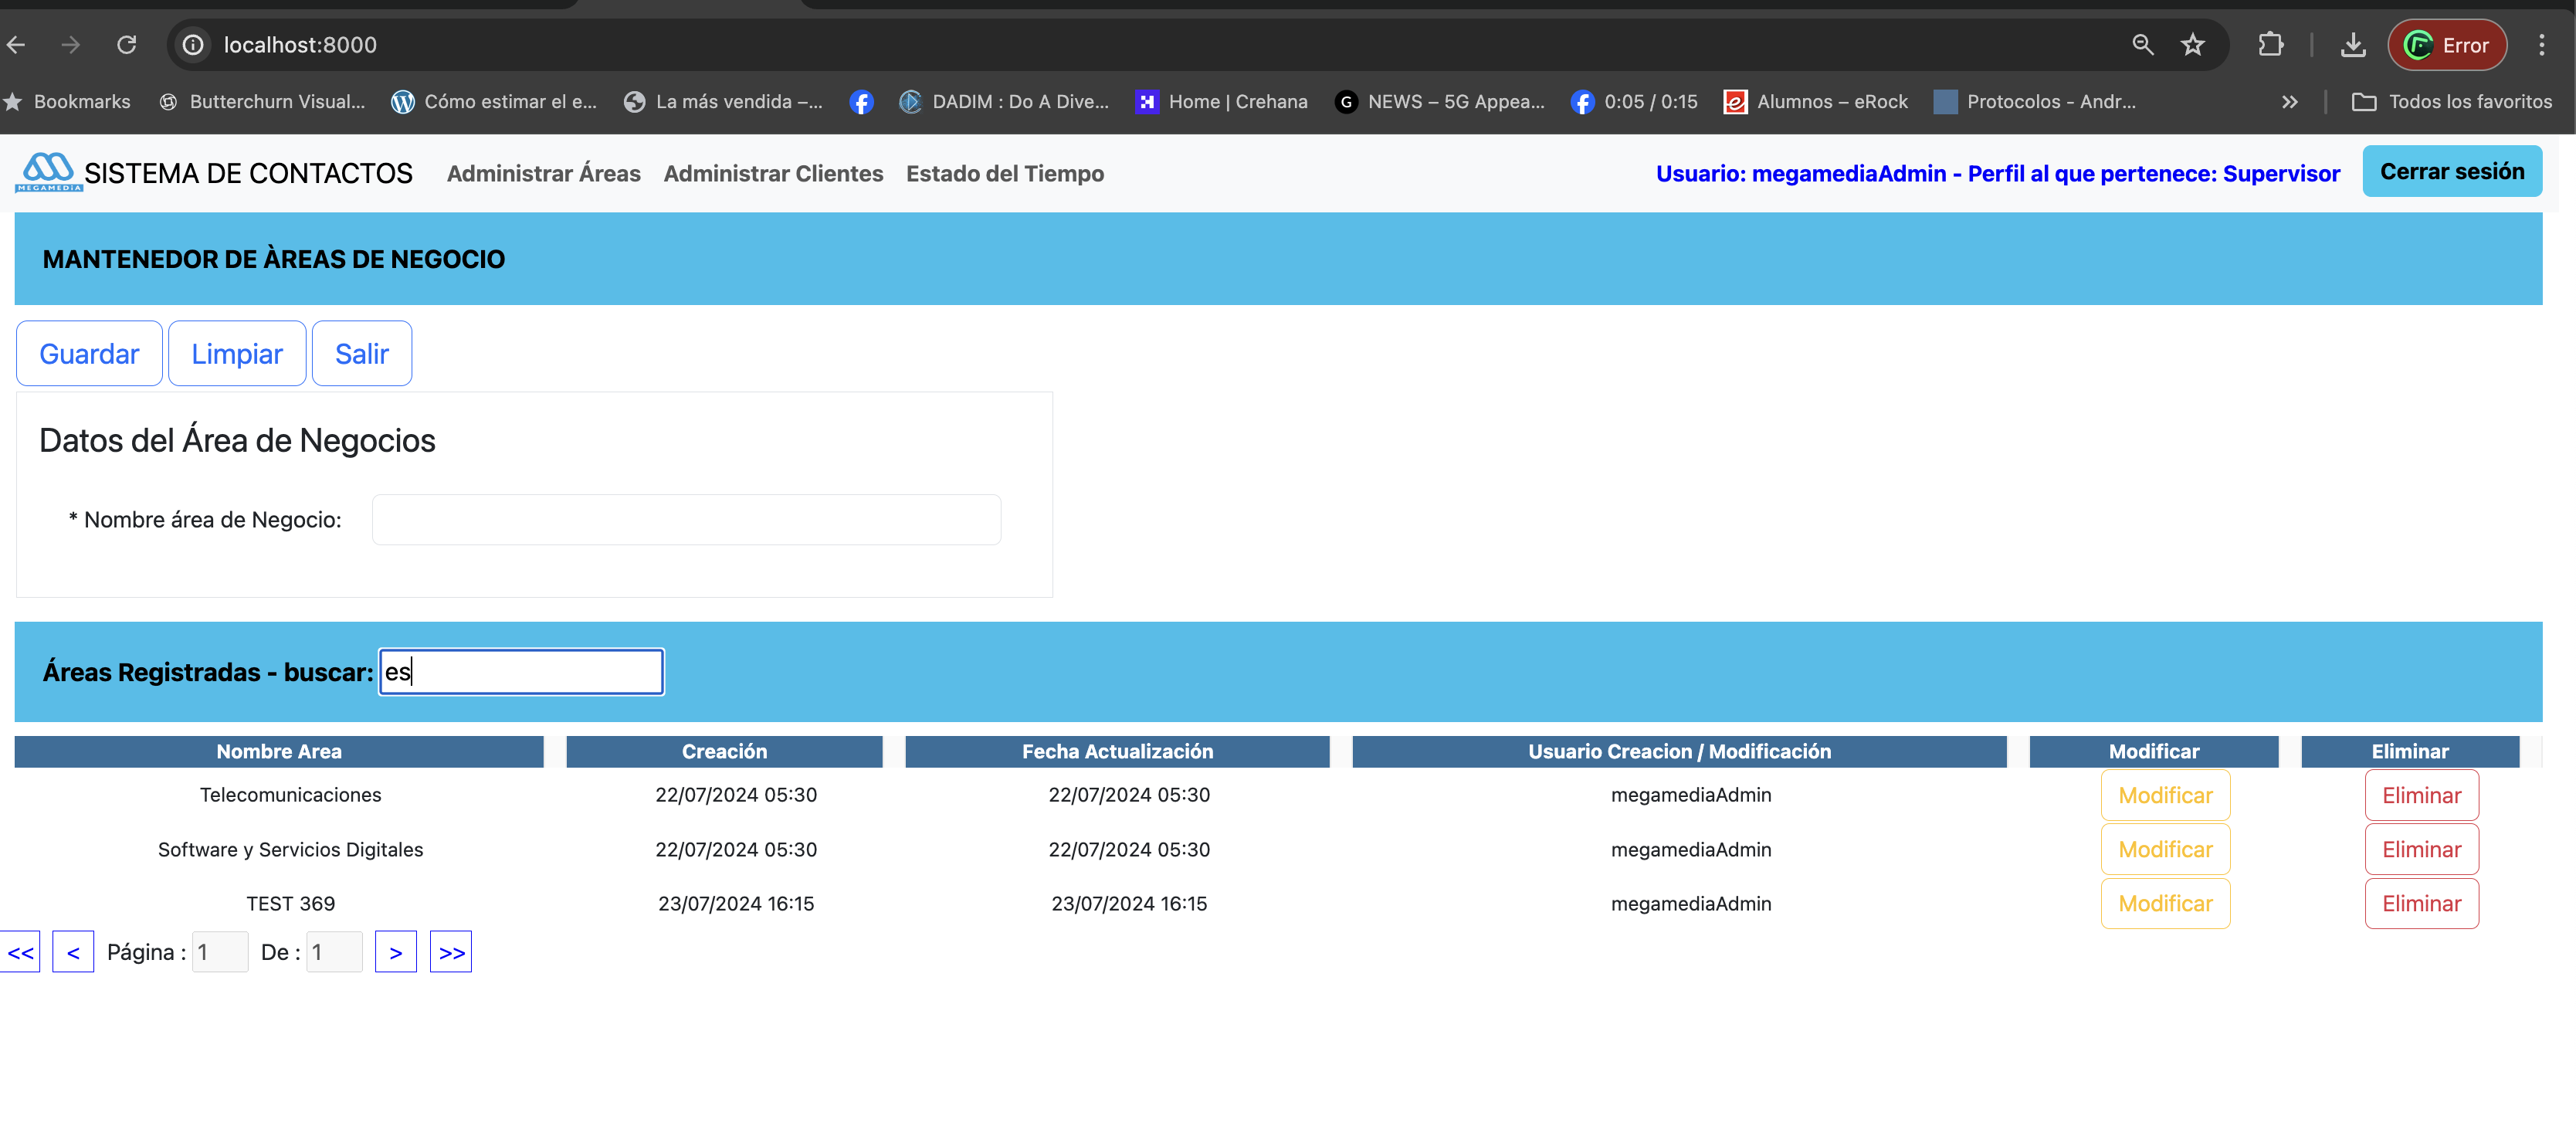 localhost:8000
Error
Bookmarks Butterchurn Visual... Cómo estimar el e... La más vendida –... DADIM : Do A Dive... Home | Crehana NEWS – 5G Appea... 0:05 / 0:15 Alumnos – eRock Protocolos - Andr... Todos los favoritos
MEGAMEDIA SISTEMA DE CONTACTOS Administrar Áreas Administrar Clientes Estado del Tiempo Usuario: megamediaAdmin - Perfil al que pertenece: Supervisor Cerrar sesión
MANTENEDOR DE ÀREAS DE NEGOCIO
Guardar Limpiar Salir
Datos del Área de Negocios
* Nombre área de Negocio:
Áreas Registradas - buscar: es
Nombre Area Creación Fecha Actualización Usuario Creacion / Modificación Modificar Eliminar
Telecomunicaciones 22/07/2024 05:30 22/07/2024 05:30 megamediaAdmin Modificar Eliminar
Software y Servicios Digitales 22/07/2024 05:30 22/07/2024 05:30 megamediaAdmin Modificar Eliminar
TEST 369 23/07/2024 16:15 23/07/2024 16:15 megamediaAdmin Modificar Eliminar
<< < Página : 1 De : 1 > >>